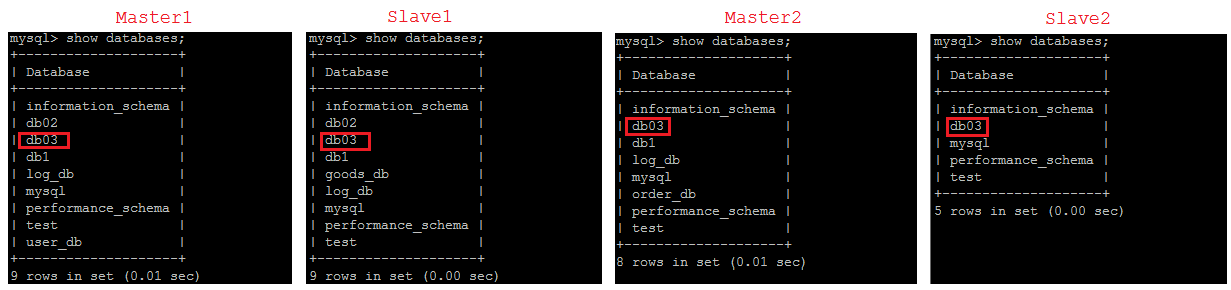 Master1
mysql> show databases;
+--------------------+
| Database           |
+--------------------+
| information_schema |
| db02               |
| db03               |
| db1                |
| log_db             |
| mysql              |
| performance_schema |
| test               |
| user_db            |
+--------------------+
9 rows in set (0.01 sec)
Slave1
mysql> show databases;
+--------------------+
| Database           |
+--------------------+
| information_schema |
| db02               |
| db03               |
| db1                |
| goods_db           |
| log_db             |
| mysql              |
| performance_schema |
| test               |
+--------------------+
9 rows in set (0.00 sec)
Master2
mysql> show databases;
+--------------------+
| Database           |
+--------------------+
| information_schema |
| db03               |
| db1                |
| log_db             |
| mysql              |
| order_db           |
| performance_schema |
| test               |
+--------------------+
8 rows in set (0.01 sec)
Slave2
mysql> show databases;
+--------------------+
| Database           |
+--------------------+
| information_schema |
| db03               |
| mysql              |
| performance_schema |
| test               |
+--------------------+
5 rows in set (0.00 sec)